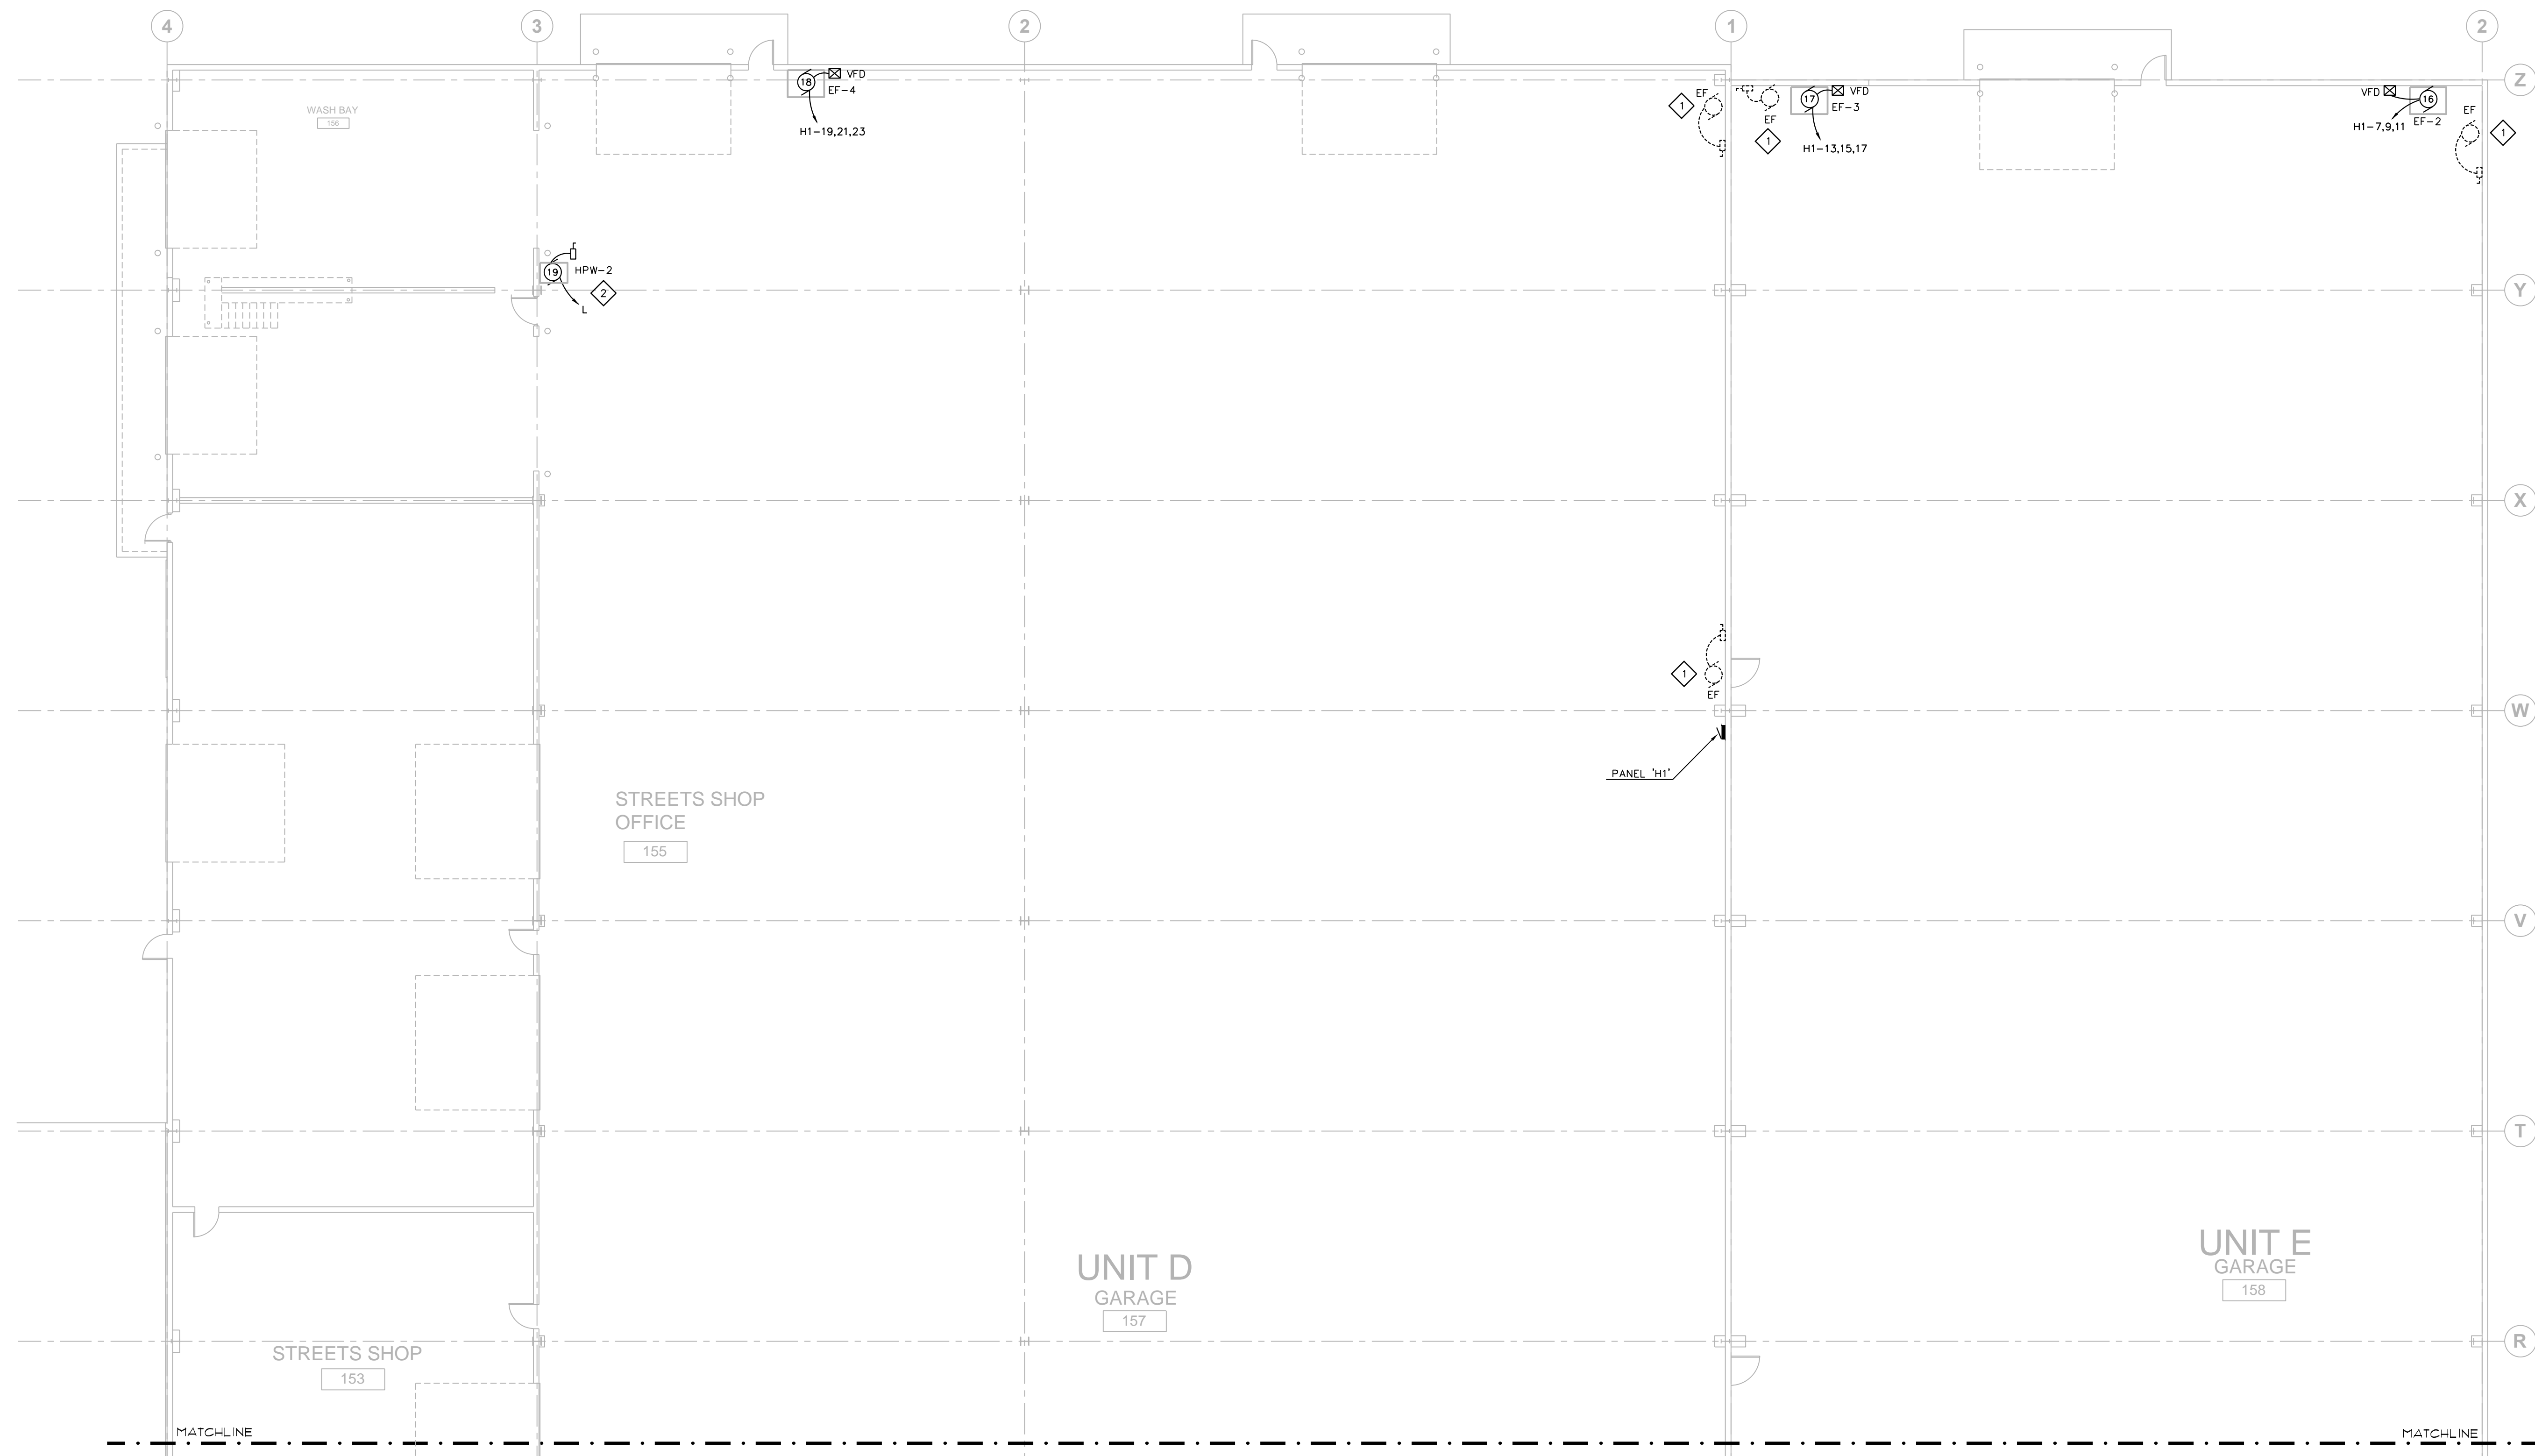 4
3
2
1
2
Z
18
VFD
EF-4
H1-19,21,23
WASH BAY
156
EF
1
EF
1
17
VFD
EF-3
H1-13,15,17
VFD
16
H1-7,9,11
EF-2
EF
1
19
HPW-2
2
L
Y
X
1
EF
W
PANEL 'H1'
STREETS SHOP
OFFICE
155
V
T
UNIT D
GARAGE
157
UNIT E
GARAGE
158
R
STREETS SHOP
153
MATCHLINE
MATCHLINE